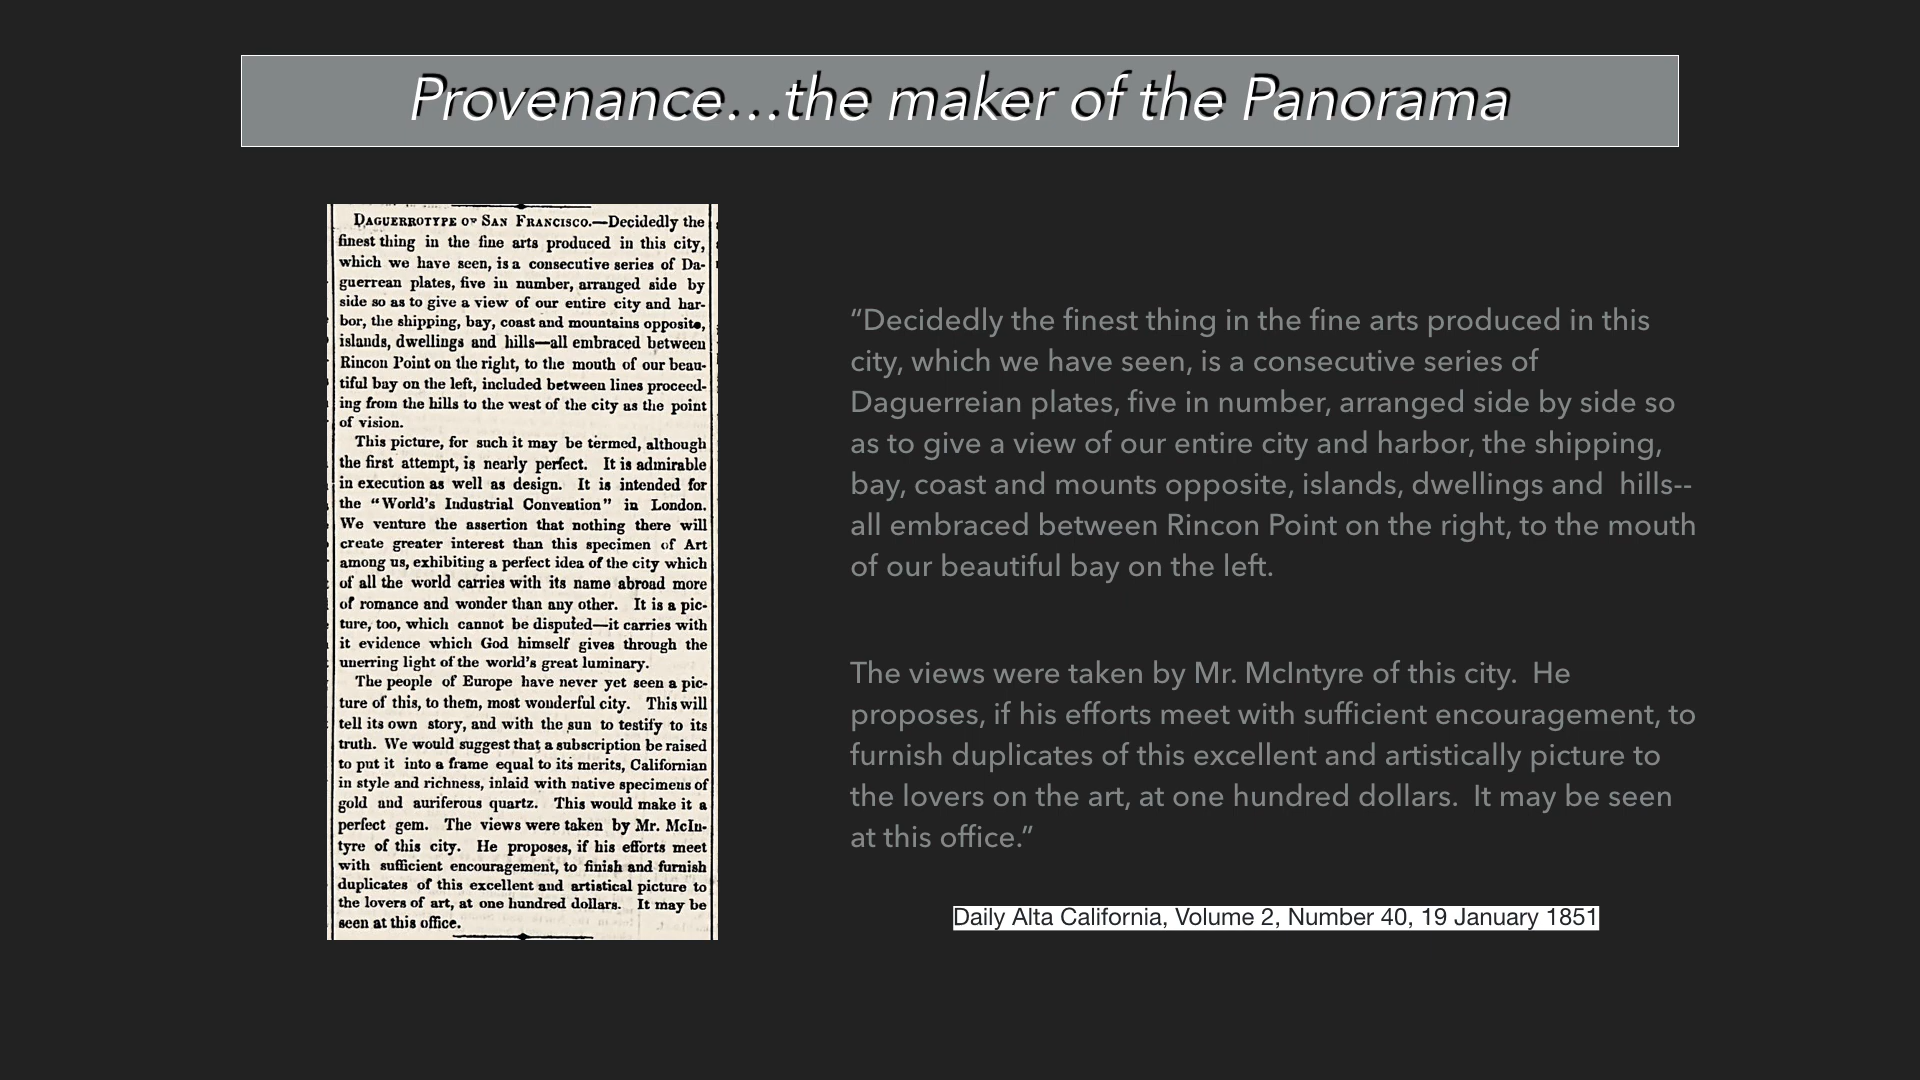 Provenance…the maker of the Panorama
DAGUERROTYPE OF SAN FRANCISCO.—Decidedly the
finest thing in the fine arts produced in this city,
which we have seen, is a consecutive series of Da-
guerrean plates, five in number, arranged side by
side so as to give a view of our entire city and har-
bor, the shipping, bay, coast and mountains opposite,
islands, dwellings and hills—all embraced between
Rincon Point on the right, to the mouth of our beau-
tiful bay on the left, included between lines proceed-
ing from the hills to the west of the city as the point
of vision.
This picture, for such it may be termed, although
the first attempt, is nearly perfect. It is admirable
in execution as well as design. It is intended for
the "World's Industrial Convention" in London.
We venture the assertion that nothing there will
create greater interest than this specimen of Art
among us, exhibiting a perfect idea of the city which
of all the world carries with its name abroad more
of romance and wonder than any other. It is a pic-
ture, too, which cannot be disputed—it carries with
it evidence which God himself gives through the
unerring light of the world's great luminary.
The people of Europe have never yet seen a pic-
ture of this, to them, most wonderful city. This will
tell its own story, and with the sun to testify to its
truth. We would suggest that a subscription be raised
to put it into a frame equal to its merits, Californian
in style and richness, inlaid with native specimens of
gold and auriferous quartz. This would make it a
perfect gem. The views were taken by Mr. McIn-
tyre of this city. He proposes, if his efforts meet
with sufficient encouragement, to finish and furnish
duplicates of this excellent and artistical picture to
the lovers of art, at one hundred dollars. It may be
seen at this office.
“Decidedly the finest thing in the fine arts produced in this
city, which we have seen, is a consecutive series of
Daguerreian plates, five in number, arranged side by side so
as to give a view of our entire city and harbor, the shipping,
bay, coast and mounts opposite, islands, dwellings and  hills--
all embraced between Rincon Point on the right, to the mouth
of our beautiful bay on the left.
The views were taken by Mr. McIntyre of this city.  He
proposes, if his efforts meet with sufficient encouragement, to
furnish duplicates of this excellent and artistically picture to
the lovers on the art, at one hundred dollars.  It may be seen
at this office.”
Daily Alta California, Volume 2, Number 40, 19 January 1851